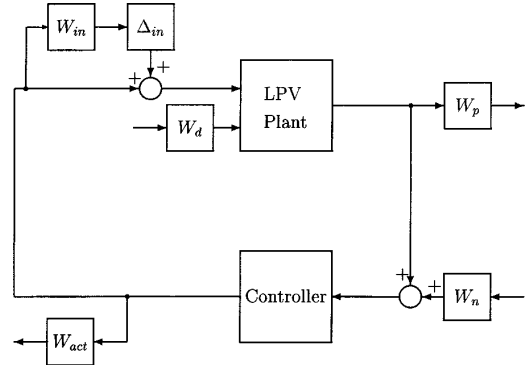 W_in
Δ_in
+
+
LPV
Plant
W_d
W_p
Controller
+
+
W_n
W_act